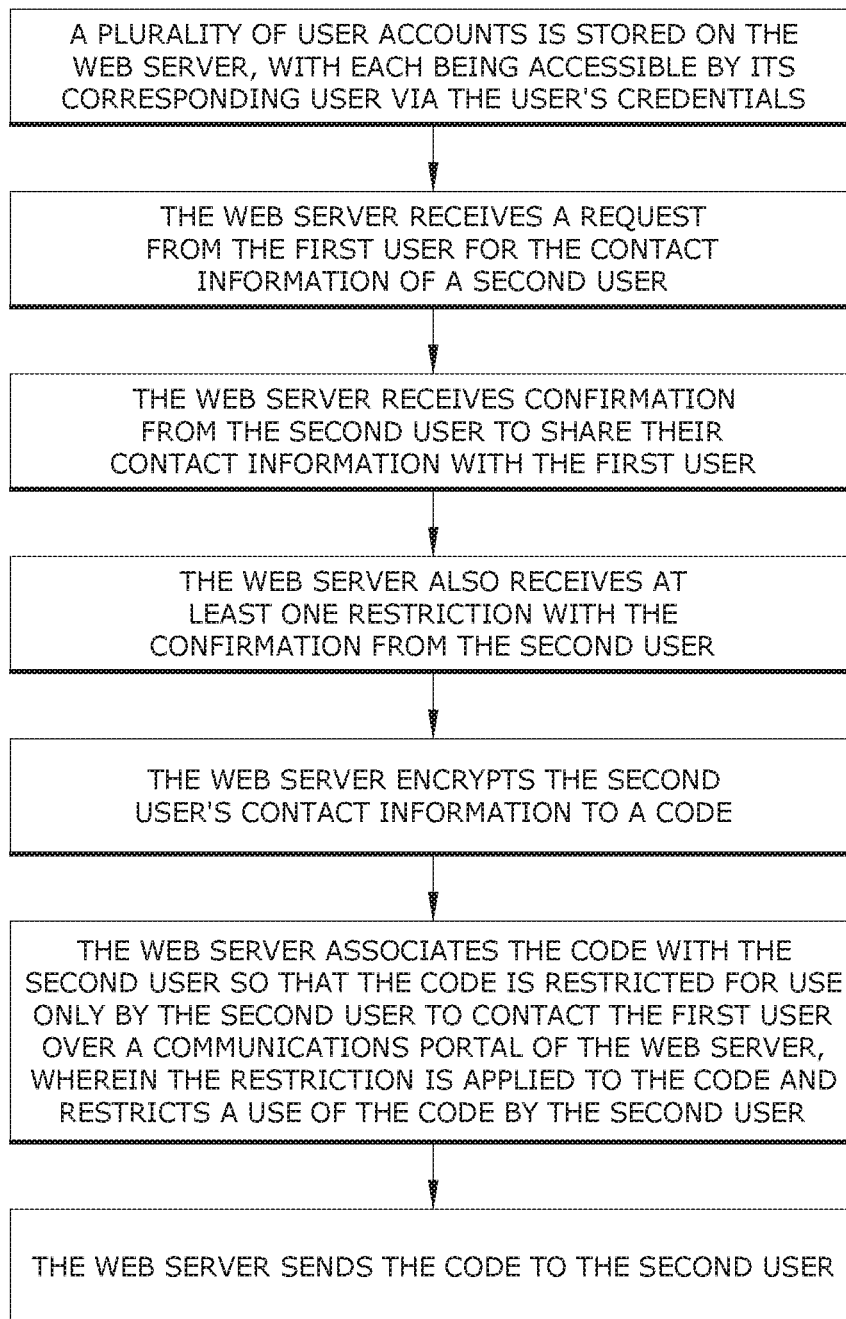 A PLURALITY OF USER ACCOUNTS IS STORED ON THE
WEB SERVER, WITH EACH BEING ACCESSIBLE BY ITS
CORRESPONDING USER VIA THE USER'S CREDENTIALS
THE WEB SERVER RECEIVES A REQUEST
FROM THE FIRST USER FOR THE CONTACT
INFORMATION OF A SECOND USER
THE WEB SERVER RECEIVES CONFIRMATION
FROM THE SECOND USER TO SHARE THEIR
CONTACT INFORMATION WITH THE FIRST USER
THE WEB SERVER ALSO RECEIVES AT
LEAST ONE RESTRICTION WITH THE
CONFIRMATION FROM THE SECOND USER
THE WEB SERVER ENCRYPTS THE SECOND
USER'S CONTACT INFORMATION TO A CODE
THE WEB SERVER ASSOCIATES THE CODE WITH THE
SECOND USER SO THAT THE CODE IS RESTRICTED FOR USE
ONLY BY THE SECOND USER TO CONTACT THE FIRST USER
OVER A COMMUNICATIONS PORTAL OF THE WEB SERVER,
WHEREIN THE RESTRICTION IS APPLIED TO THE CODE AND
RESTRICTS A USE OF THE CODE BY THE SECOND USER
THE WEB SERVER SENDS THE CODE TO THE SECOND USER